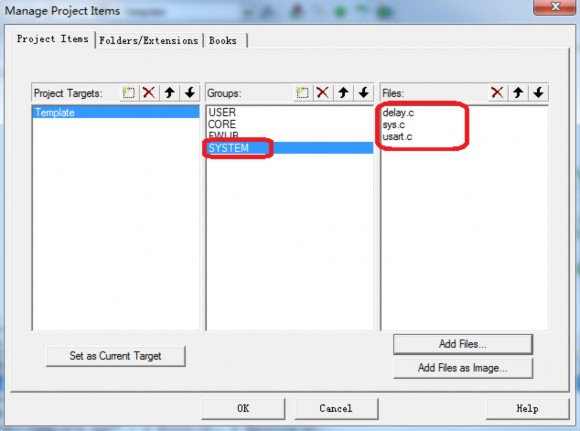 Manage Project Items
Project Items
Folders/Extensions
Books
Project Targets:
Groups:
Files:
Template
USER
CORE
FWLIB
SYSTEM
delay.c
sys.c
usart.c
Set as Current Target
Add Files...
Add Files as Image...
OK
Cancel
Help